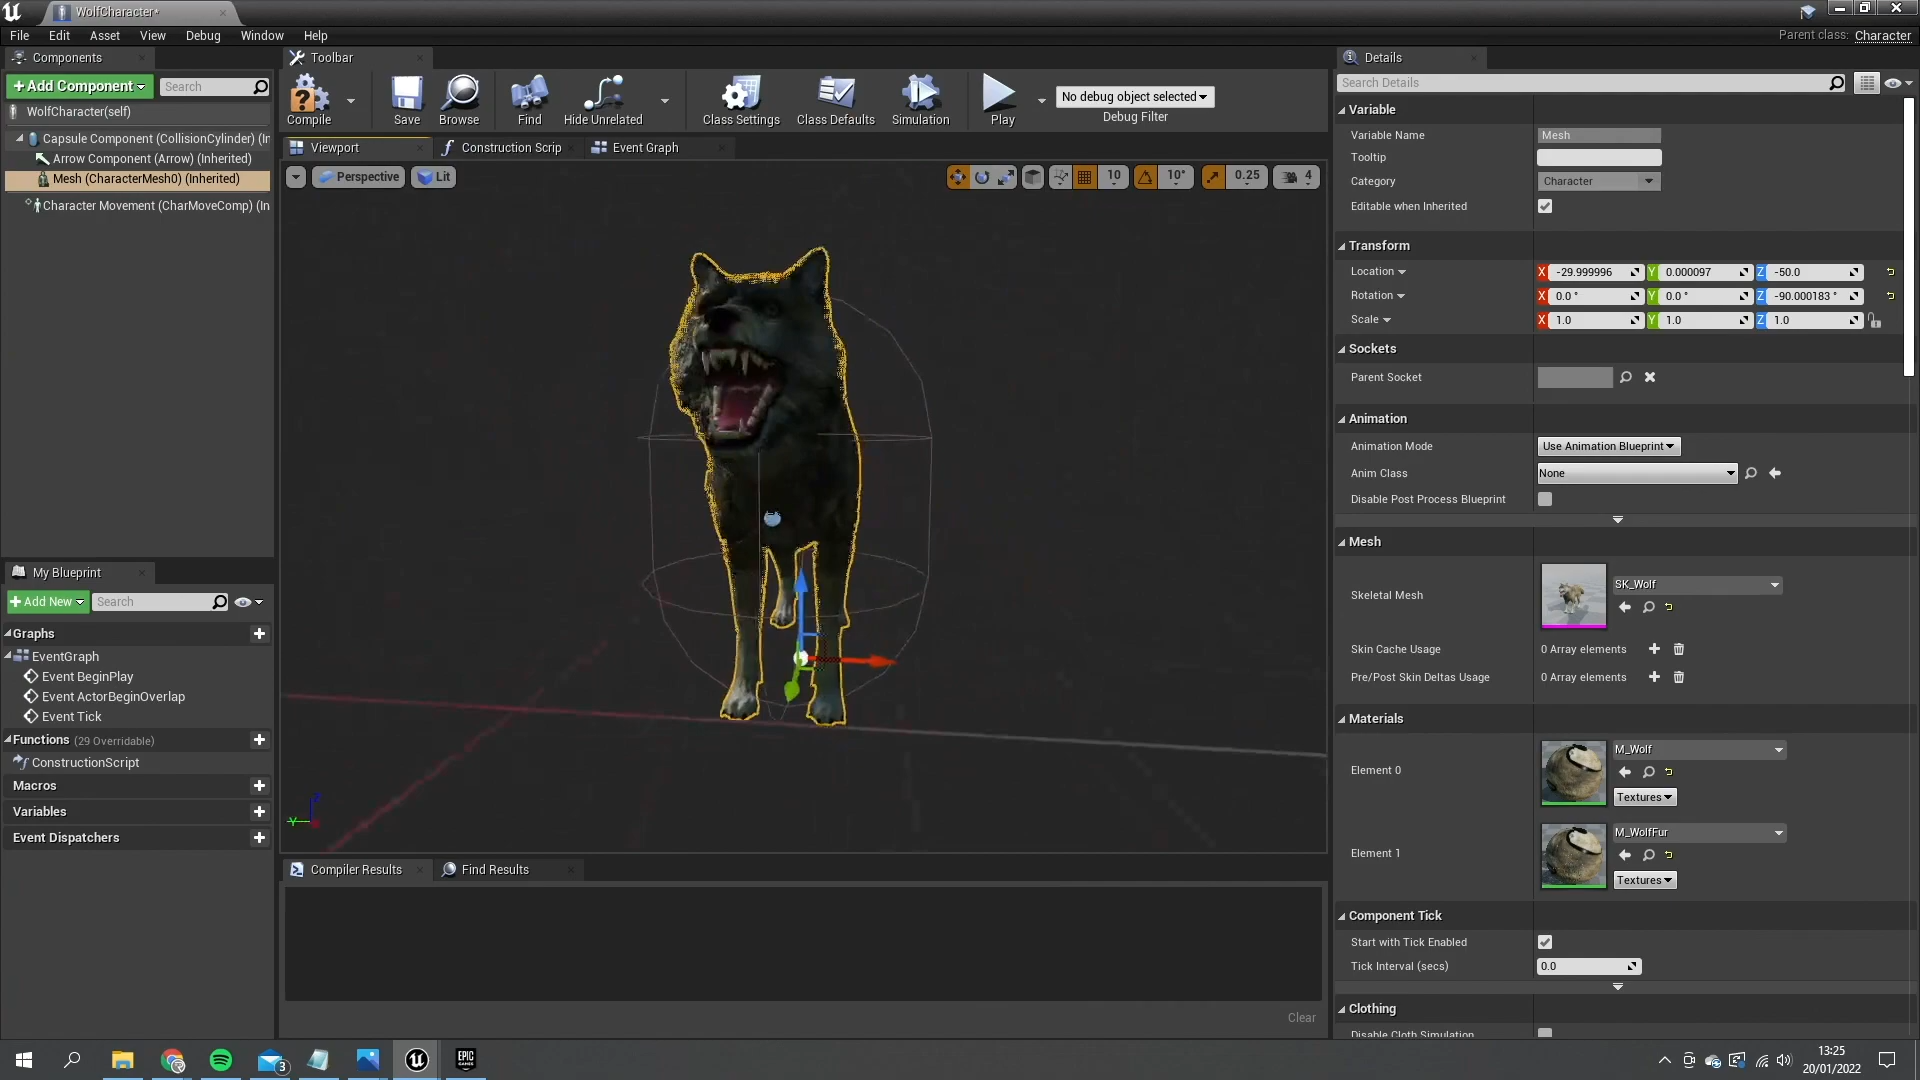 WolfCharacter*
File Edit Asset View Debug Window Help
Parent class: Character
Components
+Add Component
Search
WolfCharacter(self)
Capsule Component (CollisionCylinder) (In
Arrow Component (Arrow) (Inherited)
Mesh (CharacterMesh0) (Inherited)
Character Movement (CharMoveComp) (In
My Blueprint
+Add New
Search
Graphs
EventGraph
Event BeginPlay
Event ActorBeginOverlap
Event Tick
Functions (29 Overridable)
ConstructionScript
Macros
Variables
Event Dispatchers
Toolbar
Compile
Save
Browse
Find
Hide Unrelated
Class Settings
Class Defaults
Simulation
Play
No debug object selected
Debug Filter
Viewport
Construction Scrip
Event Graph
Perspective
Lit
10
10°
0.25
4
Z
Y
Compiler Results
Find Results
Clear
Details
Search Details
Variable
Variable Name Mesh
Tooltip
Category Character
Editable when Inherited
Transform
Location X -29.999996 Y 0.000097 Z -50.0
Rotation X 0.0 ° Y 0.0 ° Z -90.000183 °
Scale X 1.0 Y 1.0 Z 1.0
Sockets
Parent Socket
Animation
Animation Mode Use Animation Blueprint
Anim Class None
Disable Post Process Blueprint
Mesh
Skeletal Mesh SK_Wolf
Skin Cache Usage 0 Array elements
Pre/Post Skin Deltas Usage 0 Array elements
Materials
Element 0 M_Wolf
Textures
Element 1 M_WolfFur
Textures
Component Tick
Start with Tick Enabled
Tick Interval (secs) 0.0
Clothing
Disable Cloth Simulation
3
EPIC
GAMES
13:25
20/01/2022